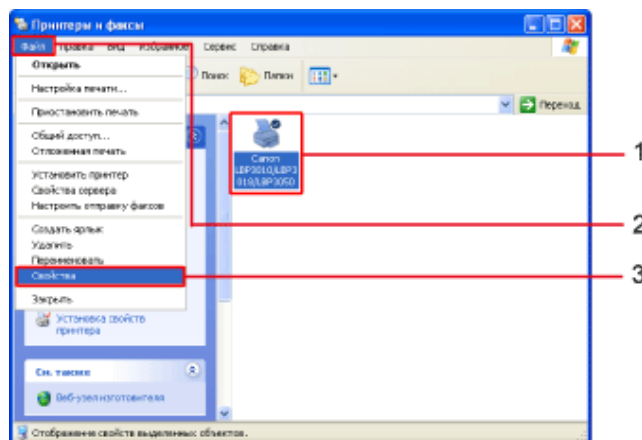 Принтеры и факсы
Файл Правка Вид Избранное Сервис Справка
Открыть
Настройка печати...
Приостановить печать
Общий доступ...
Отложенная печать
Установить принтер
Свойства сервера
Настроить отправку факсов
Создать ярлык
Удалить
Переименовать
Свойства
Закрыть
Поиск Папки
Переход
Canon
LBP3010/LBP3
018/LBP3050
1
2
3
Установка свойств
принтера
См. также
Веб-узел изготовителя
Отображение свойств выделенных объектов.